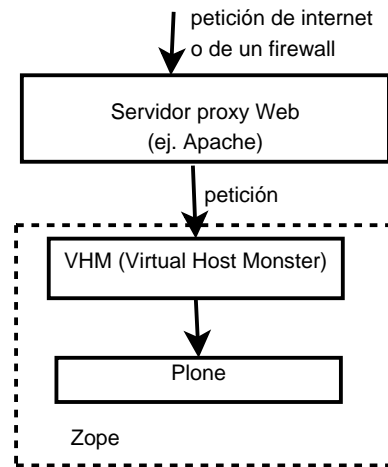 petición de internet
o de un firewall
Servidor proxy Web
(ej. Apache)
petición
VHM (Virtual Host Monster)
Plone
Zope